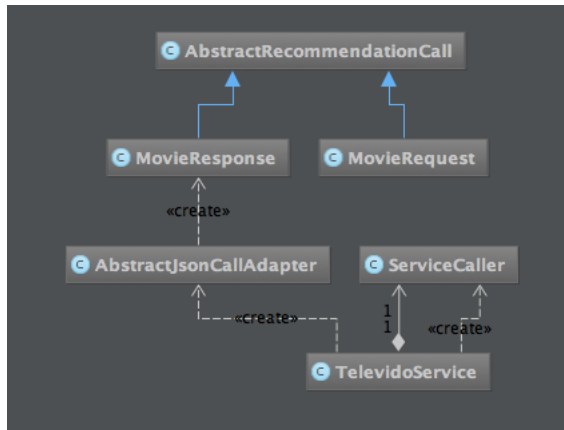 C AbstractRecommendationCall
C MovieResponse
C MovieRequest
«create»
C AbstractJsonCallAdapter
C ServiceCaller
1
1
«create»
«create»
C TelevidoService